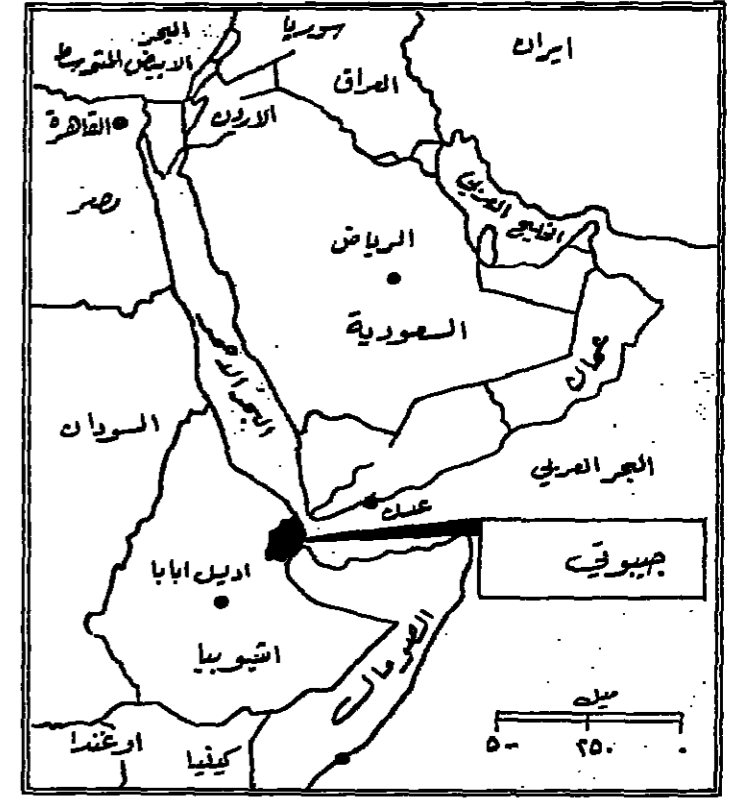 البحر
الابيض المتوسط
سوريا
ايران
العراق
الاردن
القاهرة
مصر
الخليج العربي
الرياض
السعودية
عمان
البحر الاحمر
السودان
البحر العربي
عدن
جيبوتي
اديس ابابا
اثيوبيا
الصومال
ميل
٥٠٠ ٢٥٠ ٠
اوغندا
كينيا